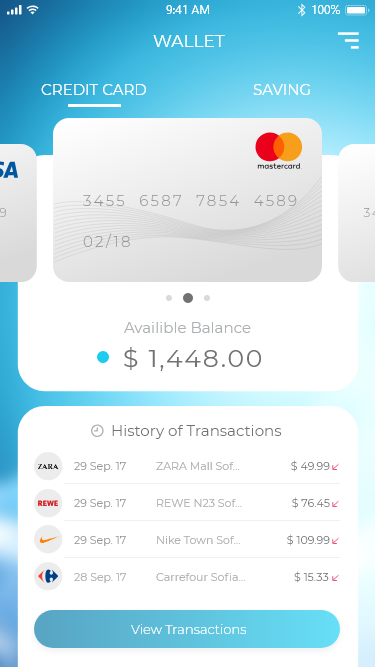 9:41 AM 100%
WALLET
CREDIT CARD SAVING
mastercard.
3455 6587 7854 4589
02/18
Availible Balance
$ 1,448.00
History of Transactions
ZARA 29 Sep. 17 ZARA Mall Sof... $ 49.99
REWE 29 Sep. 17 REWE N23 Sof... $ 76.45
29 Sep. 17 Nike Town Sof... $ 109.99
28 Sep. 17 Carrefour Sofia... $ 15.33
View Transactions